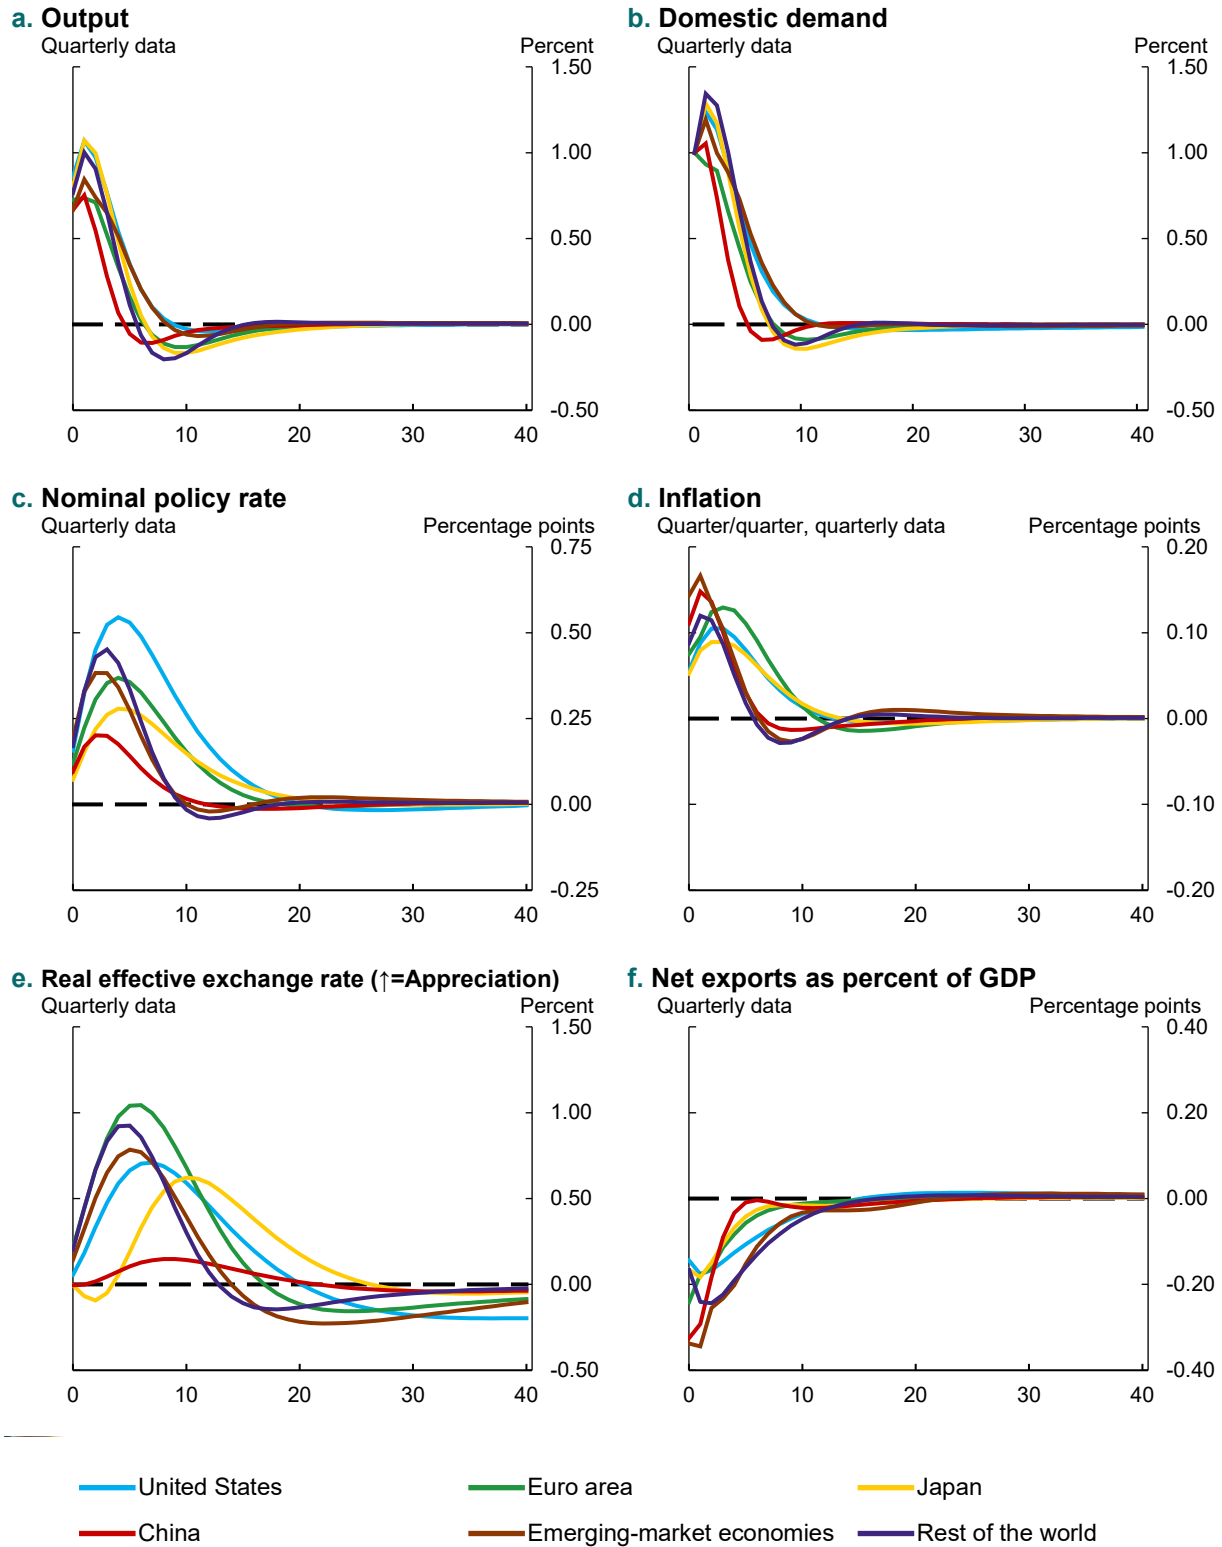 a. Output
Quarterly data Percent
1.50
1.00
0.50
0.00
-0.50
0 10 20 30 40
b. Domestic demand
Quarterly data Percent
1.50
1.00
0.50
0.00
-0.50
0 10 20 30 40
c. Nominal policy rate
Quarterly data Percentage points
0.75
0.50
0.25
0.00
-0.25
0 10 20 30 40
d. Inflation
Quarter/quarter, quarterly data Percentage points
0.20
0.10
0.00
-0.10
-0.20
0 10 20 30 40
e. Real effective exchange rate (↑=Appreciation)
Quarterly data Percent
1.50
1.00
0.50
0.00
-0.50
0 10 20 30 40
f. Net exports as percent of GDP
Quarterly data Percentage points
0.40
0.20
0.00
-0.20
-0.40
0 10 20 30 40
United States Euro area Japan
China Emerging-market economies Rest of the world